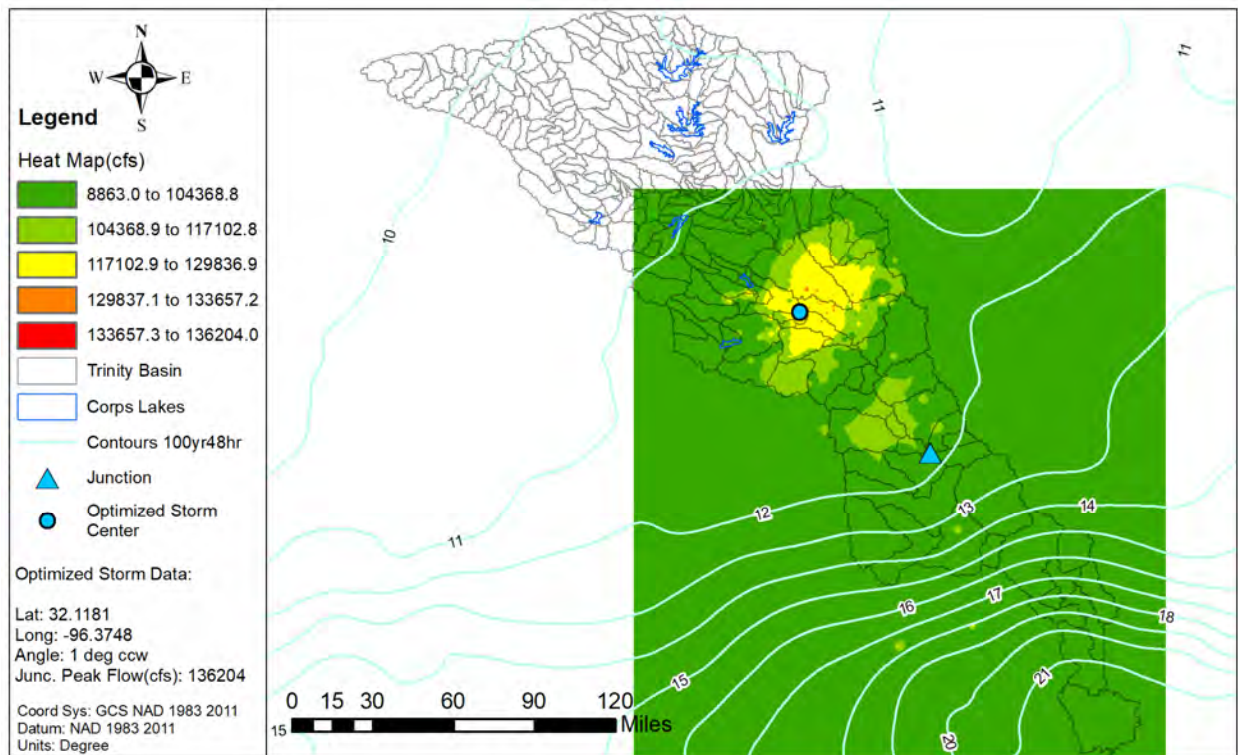 N
W E
S
Legend
Heat Map(cfs)
8863.0 to 104368.8
104368.9 to 117102.8
117102.9 to 129836.9
129837.1 to 133657.2
133657.3 to 136204.0
Trinity Basin
Corps Lakes
Contours 100yr48hr
Junction
Optimized Storm
Center
Optimized Storm Data:
Lat: 32.1181
Long: -96.3748
Angle: 1 deg ccw
Junc. Peak Flow(cfs): 136204
Coord Sys: GCS NAD 1983 2011
Datum: NAD 1983 2011
Units: Degree
11
11
10
11
12
13
14
15
16
17
18
20
21
15
0 15 30 60 90 120
Miles